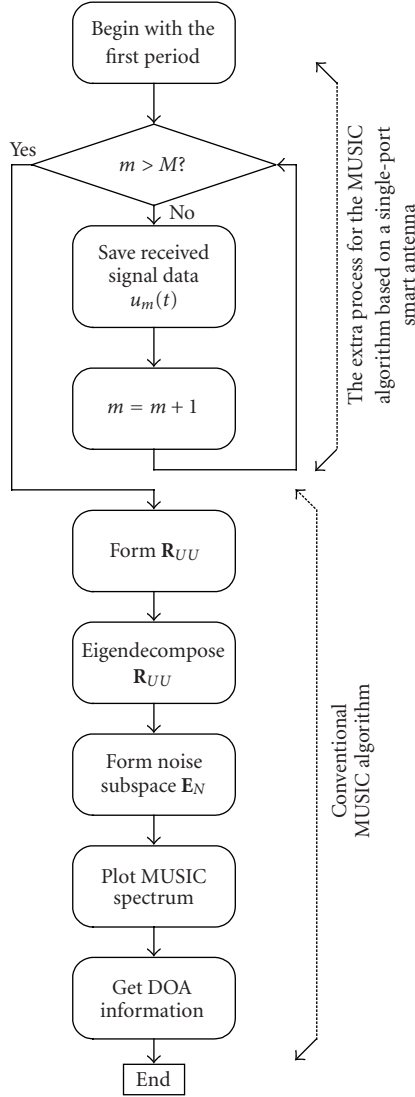 Begin with the
first period
Yes
m > M?
No
Save received
signal data
u_m(t)
m = m + 1
The extra process for the MUSIC
algorithm based on a single-port
smart antenna
Form R_UU
Eigendecompose
R_UU
Form noise
subspace E_N
Plot MUSIC
spectrum
Get DOA
information
End
Conventional
MUSIC algorithm